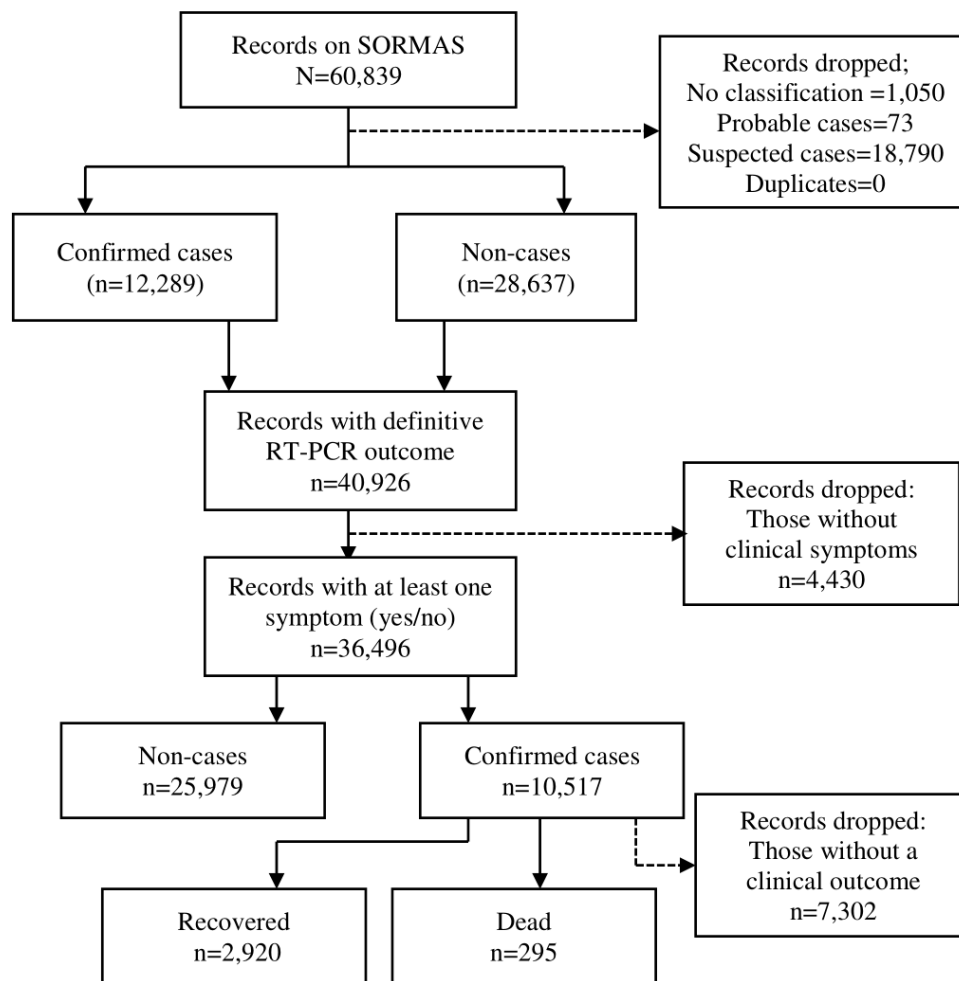 Records on SORMAS
N=60,839
Records dropped;
No classification =1,050
Probable cases=73
Suspected cases=18,790
Duplicates=0
Confirmed cases
(n=12,289)
Non-cases
(n=28,637)
Records with definitive
RT-PCR outcome
n=40,926
Records dropped:
Those without
clinical symptoms
n=4,430
Records with at least one
symptom (yes/no)
n=36,496
Non-cases
n=25,979
Confirmed cases
n=10,517
Records dropped:
Those without a
clinical outcome
n=7,302
Recovered
n=2,920
Dead
n=295